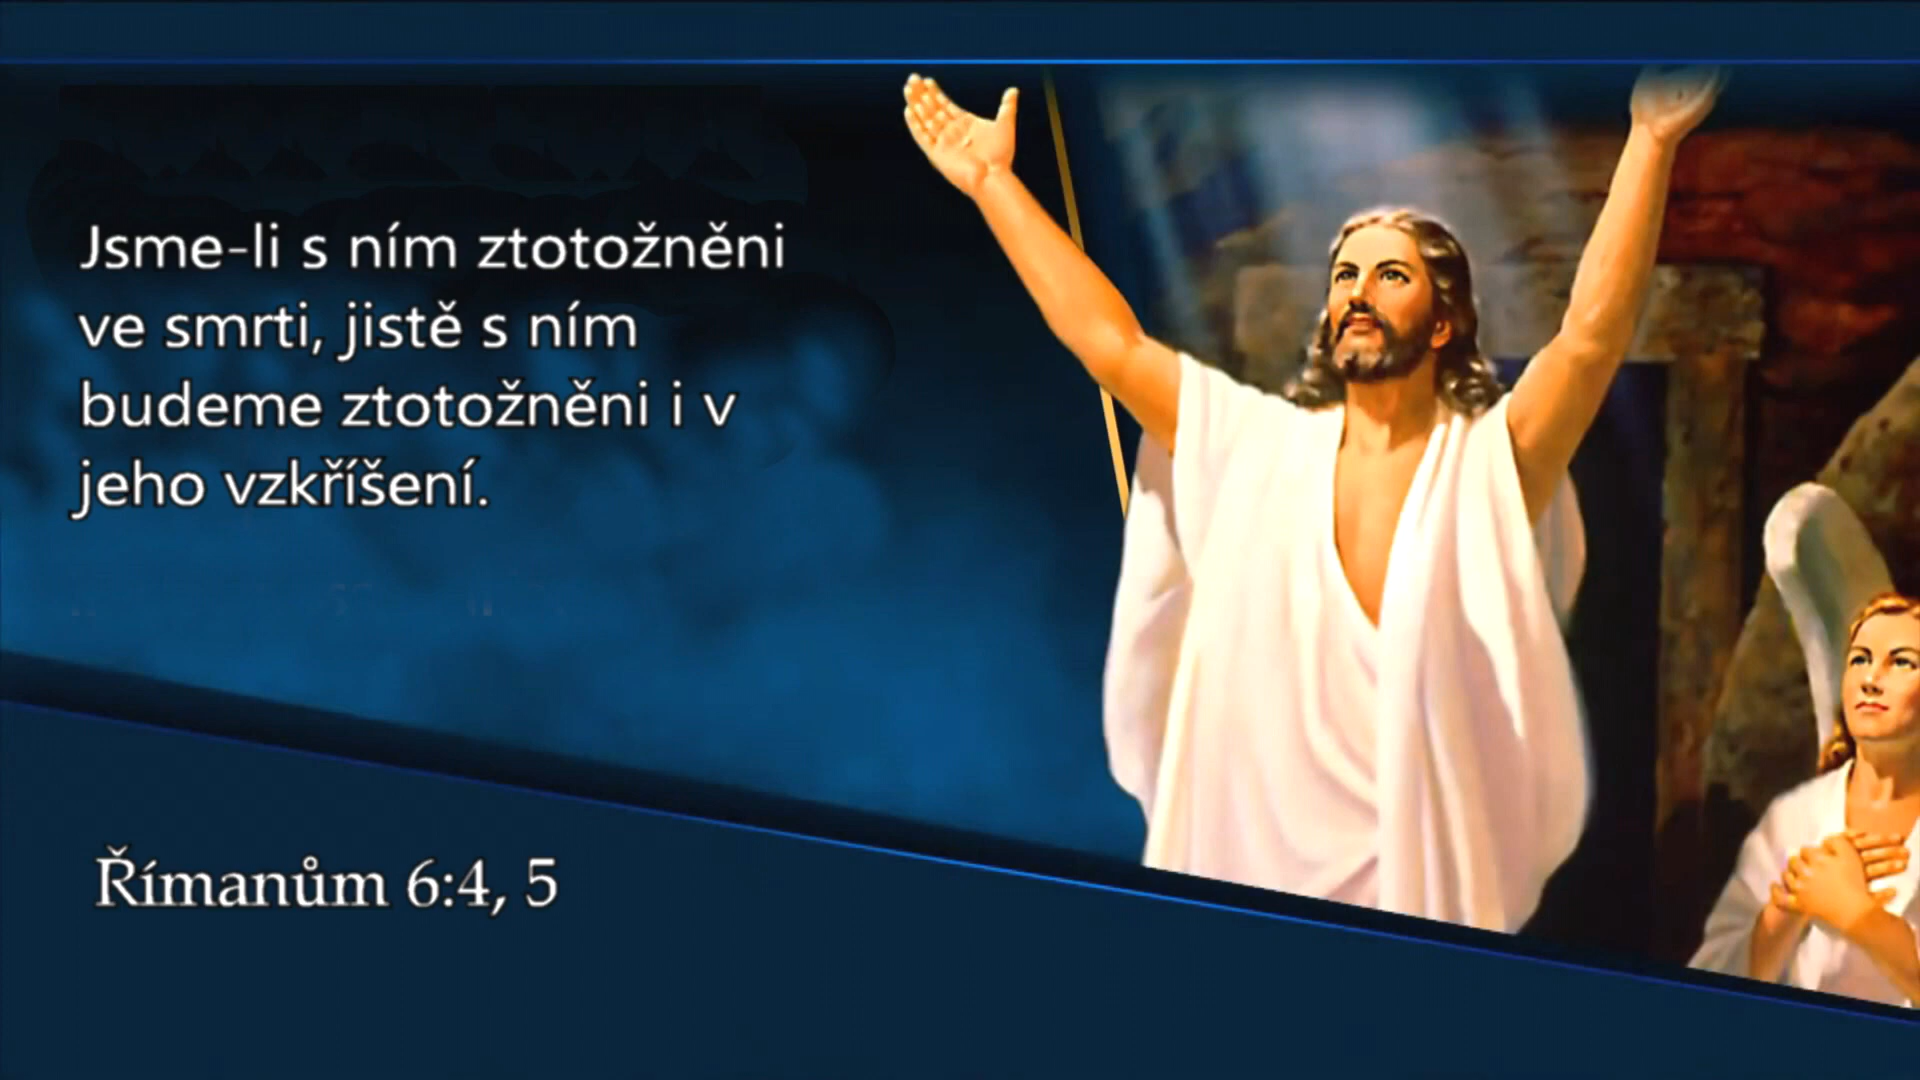 Jsme-li s ním ztotožněni
ve smrti, jistě s ním
budeme ztotožněni i v
jeho vzkříšení.
Římanům 6:4, 5